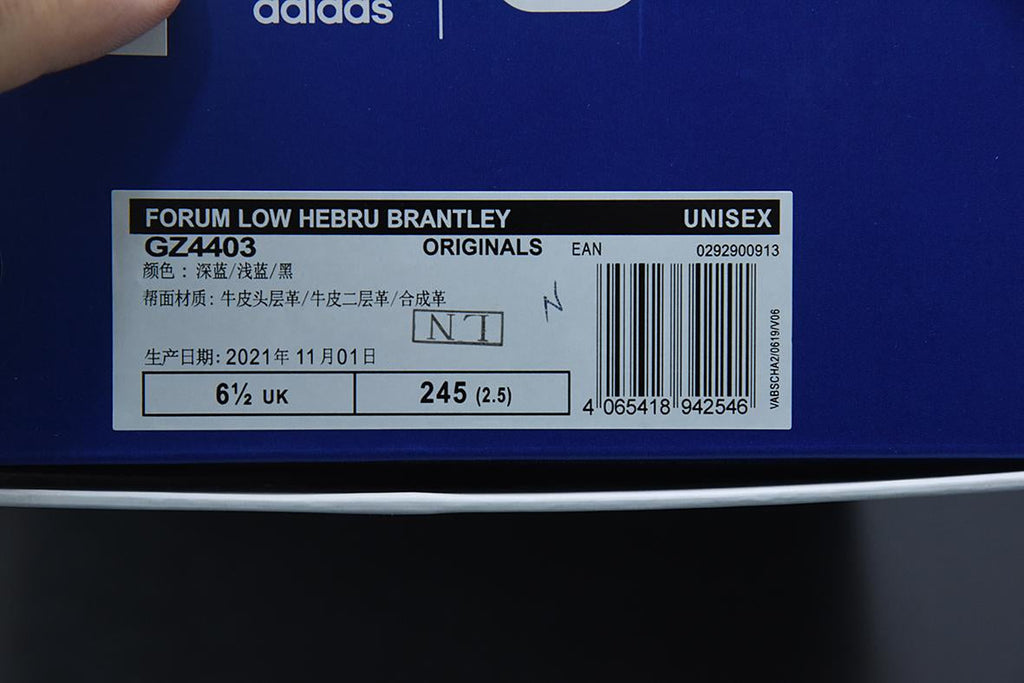 adidas
FORUM LOW HEBRU BRANTLEY UNISEX
GZ4403 ORIGINALS EAN 0292900913
颜色：深蓝/浅蓝/黑
帮面材质：牛皮头层革/牛皮二层革/合成革
N
LN
生产日期：2021年 11月01日
6½ UK 245 (2.5)
4 065418 942546
VABSCHA2/0619/V06